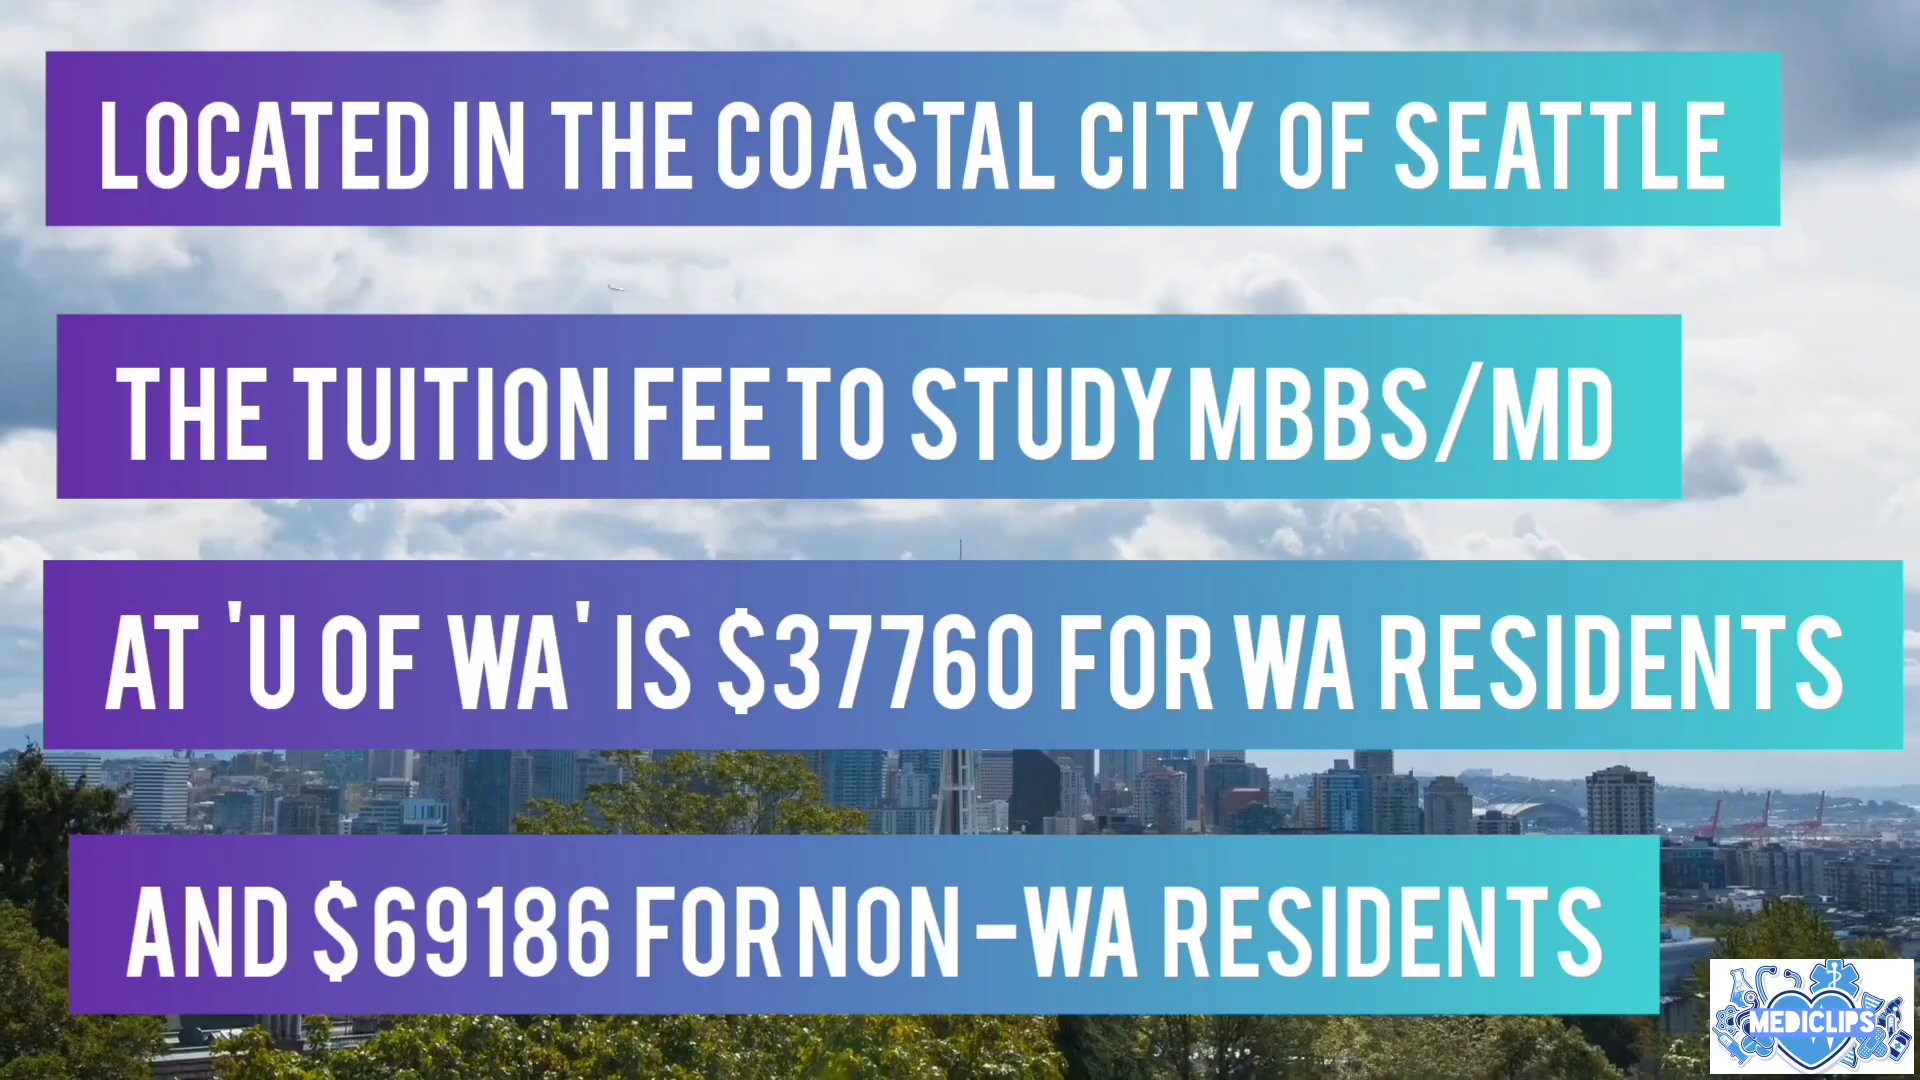 LOCATED IN THE COASTAL CITY OF SEATTLE
THE TUITION FEE TO STUDY MBBS/MD
AT 'U OF WA' IS $37760 FOR WA RESIDENTS
AND $69186 FOR NON-WA RESIDENTS
MEDICLIPS